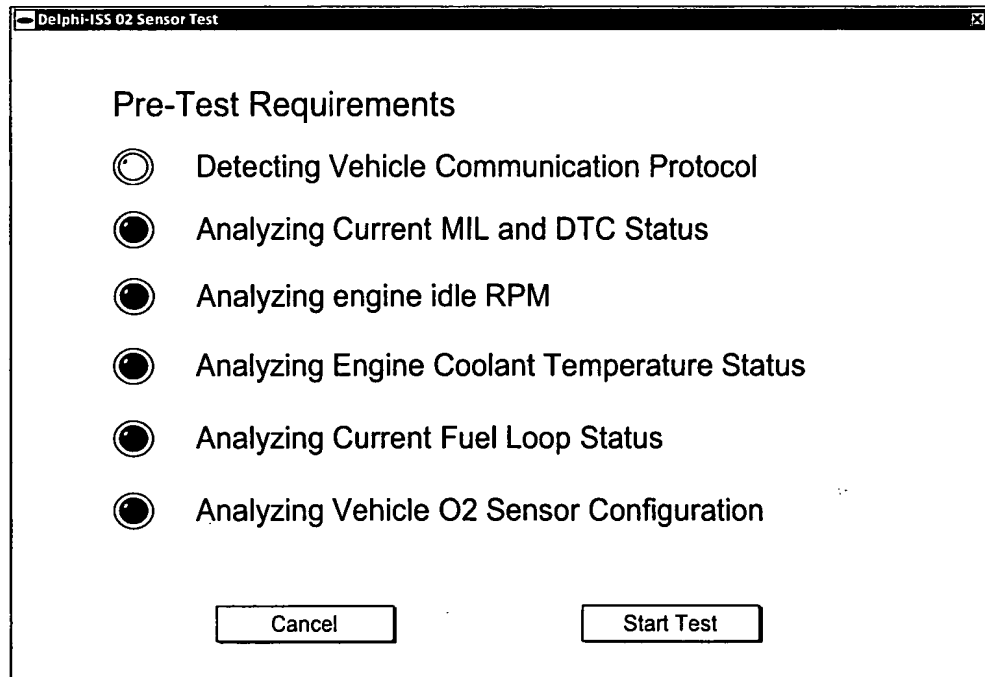 Delphi-ISS 02 Sensor Test
Pre-Test Requirements
Detecting Vehicle Communication Protocol
Analyzing Current MIL and DTC Status
Analyzing engine idle RPM
Analyzing Engine Coolant Temperature Status
Analyzing Current Fuel Loop Status
Analyzing Vehicle O2 Sensor Configuration
Cancel Start Test